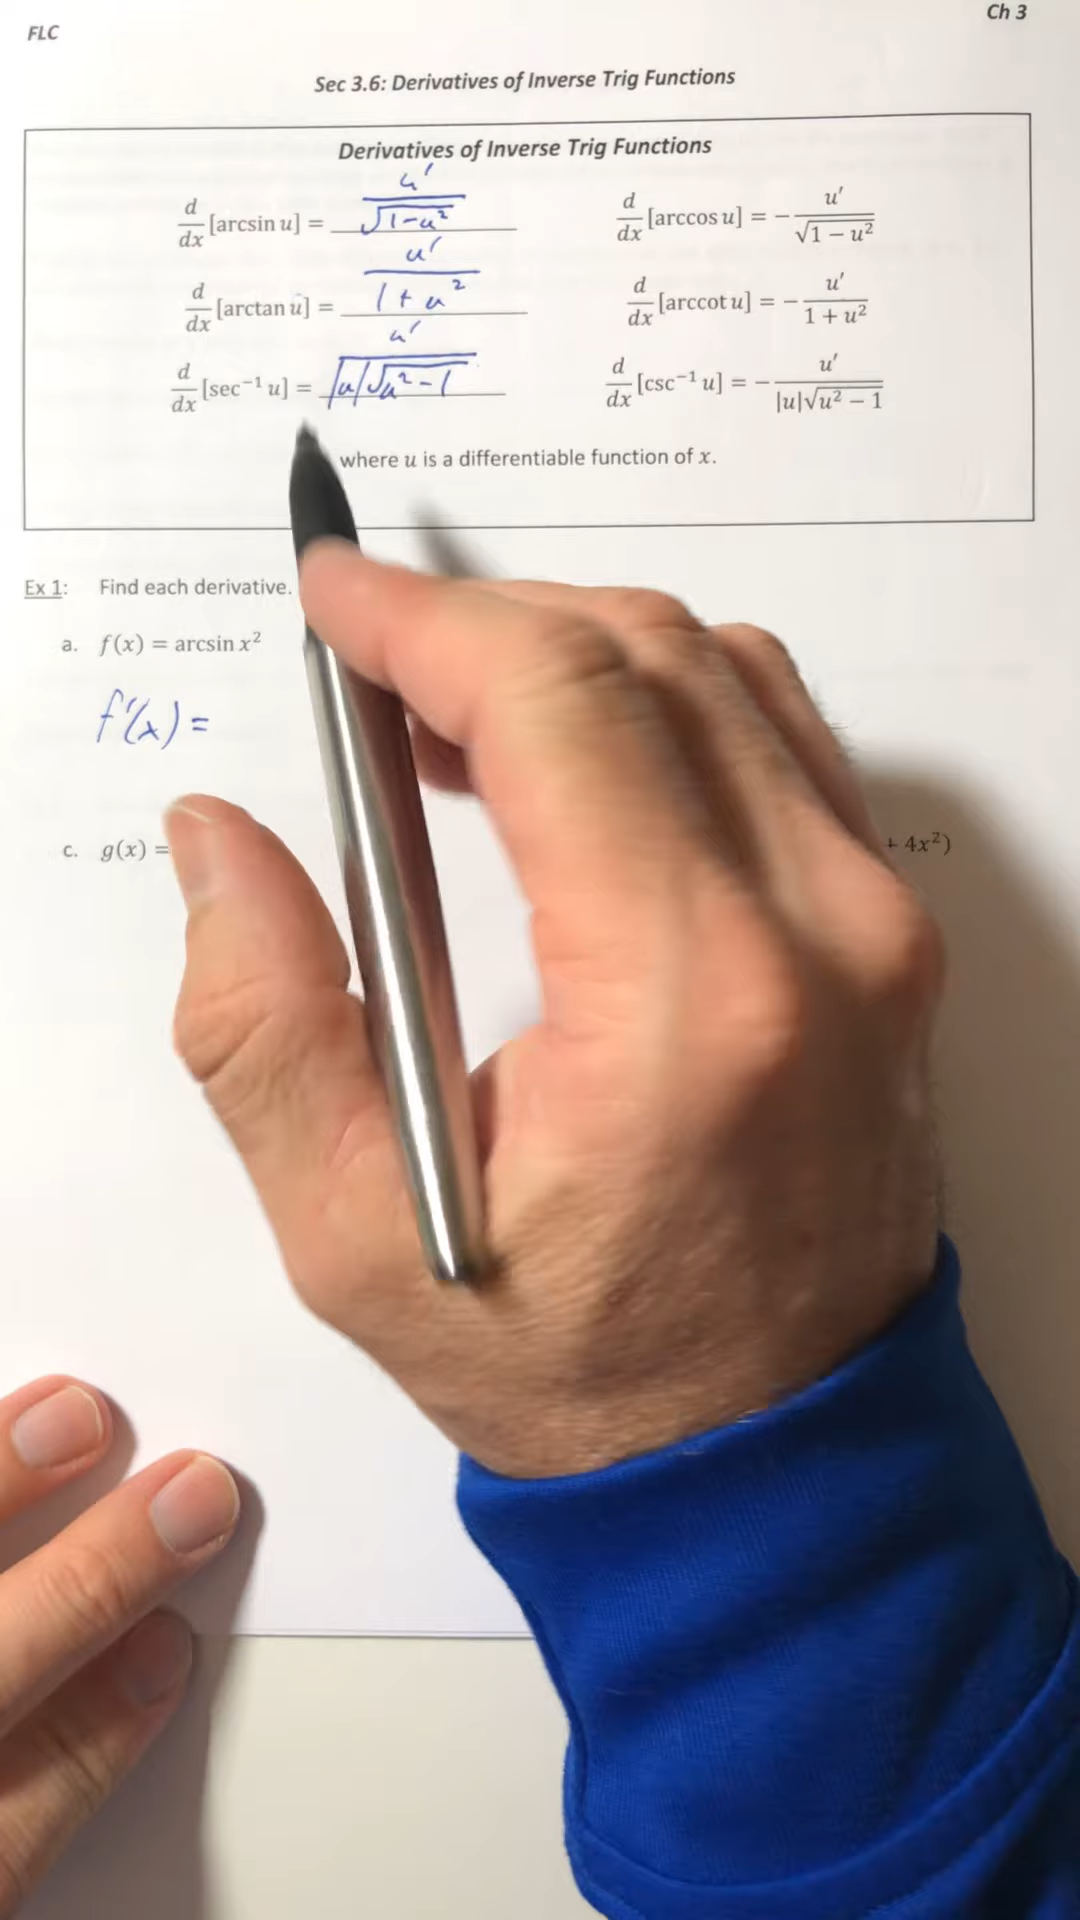 FLC
Ch 3
Sec 3.6: Derivatives of Inverse Trig Functions
Derivatives of Inverse Trig Functions
d/dx [arcsin u] = u'/√(1-u²)
d/dx [arccos u] = − u'/√(1 − u²)
d/dx [arctan u] = u'/(1 + u²)
d/dx [arccot u] = − u'/(1 + u²)
d/dx [sec⁻¹ u] = u'/(|u|√(u²-1))
d/dx [csc⁻¹ u] = − u'/(|u|√(u² − 1))
where u is a differentiable function of x.
Ex 1: Find each derivative.
a. f(x) = arcsin x²
f'(x) =
c. g(x) =
+ 4x²)